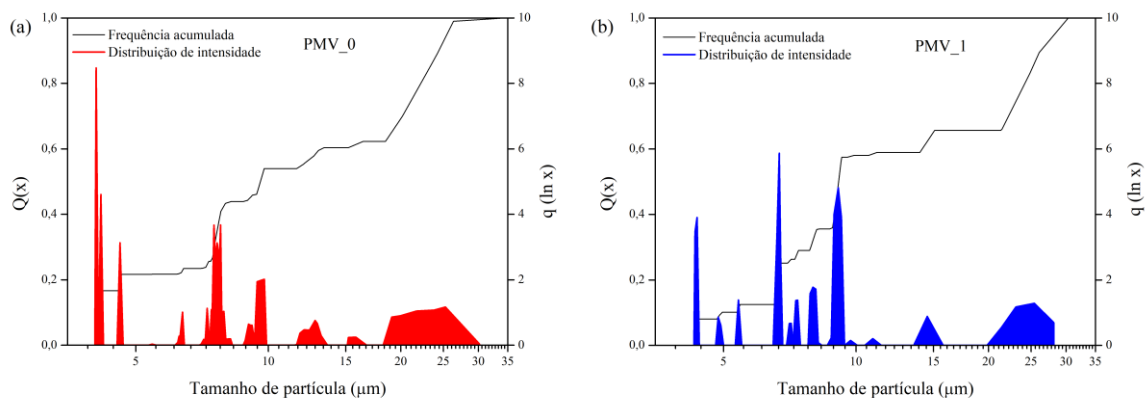 (a)
PMV_0
Frequência acumulada
Distribuição de intensidade
1,0
0,8
0,6
0,4
0,2
0,0
Q(x)
10
8
6
4
2
0
q (ln x)
5 10 15 20 25 30 35
Tamanho de partícula (µm)
(b)
PMV_1
Frequência acumulada
Distribuição de intensidade
1,0
0,8
0,6
0,4
0,2
0,0
Q(x)
10
8
6
4
2
0
q (ln x)
5 10 15 20 25 30 35
Tamanho de partícula (µm)